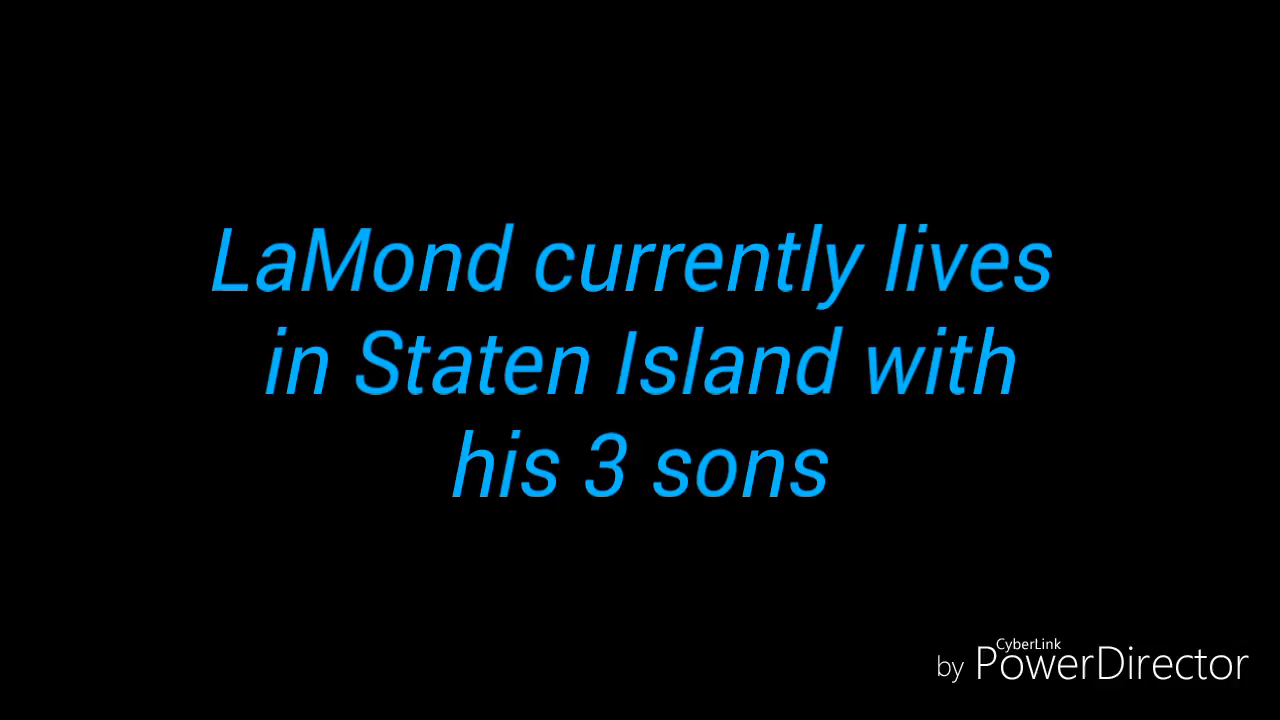 LaMond currently lives
in Staten Island with
his 3 sons
CyberLink
by PowerDirector